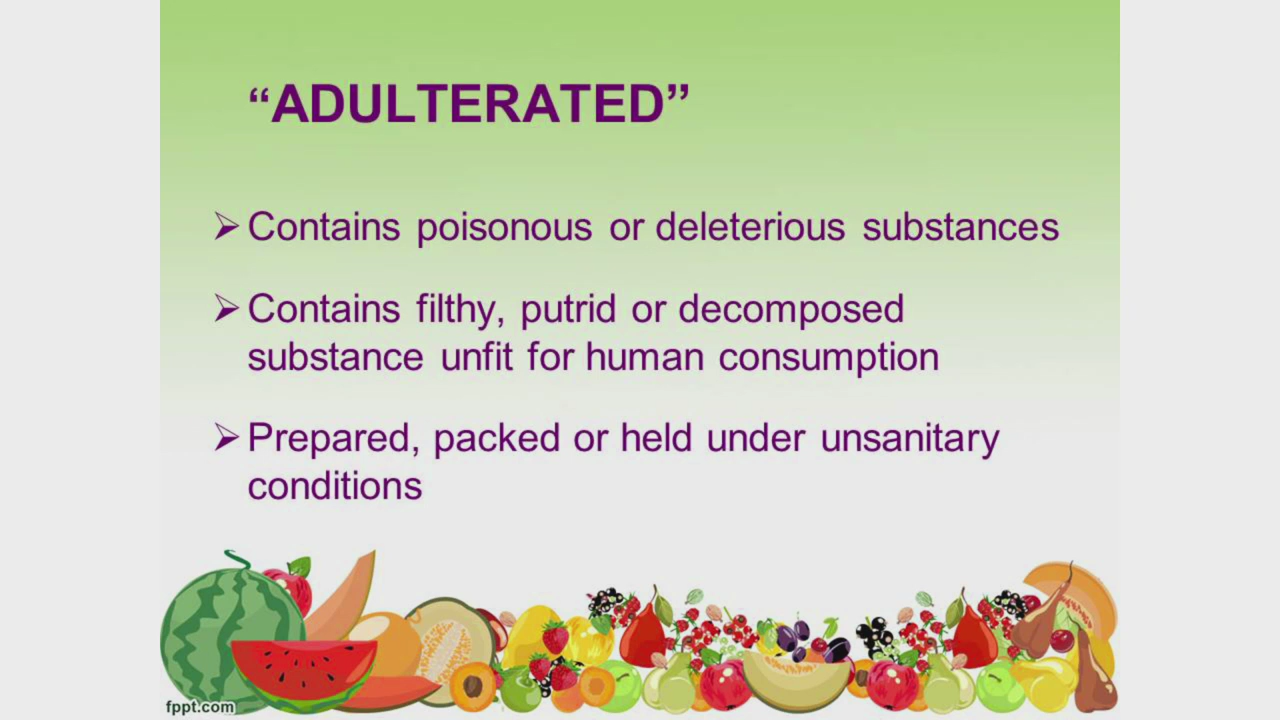 “ADULTERATED”
➢Contains poisonous or deleterious substances
➢Contains filthy, putrid or decomposed
substance unfit for human consumption
➢Prepared, packed or held under unsanitary
conditions
fppt.com